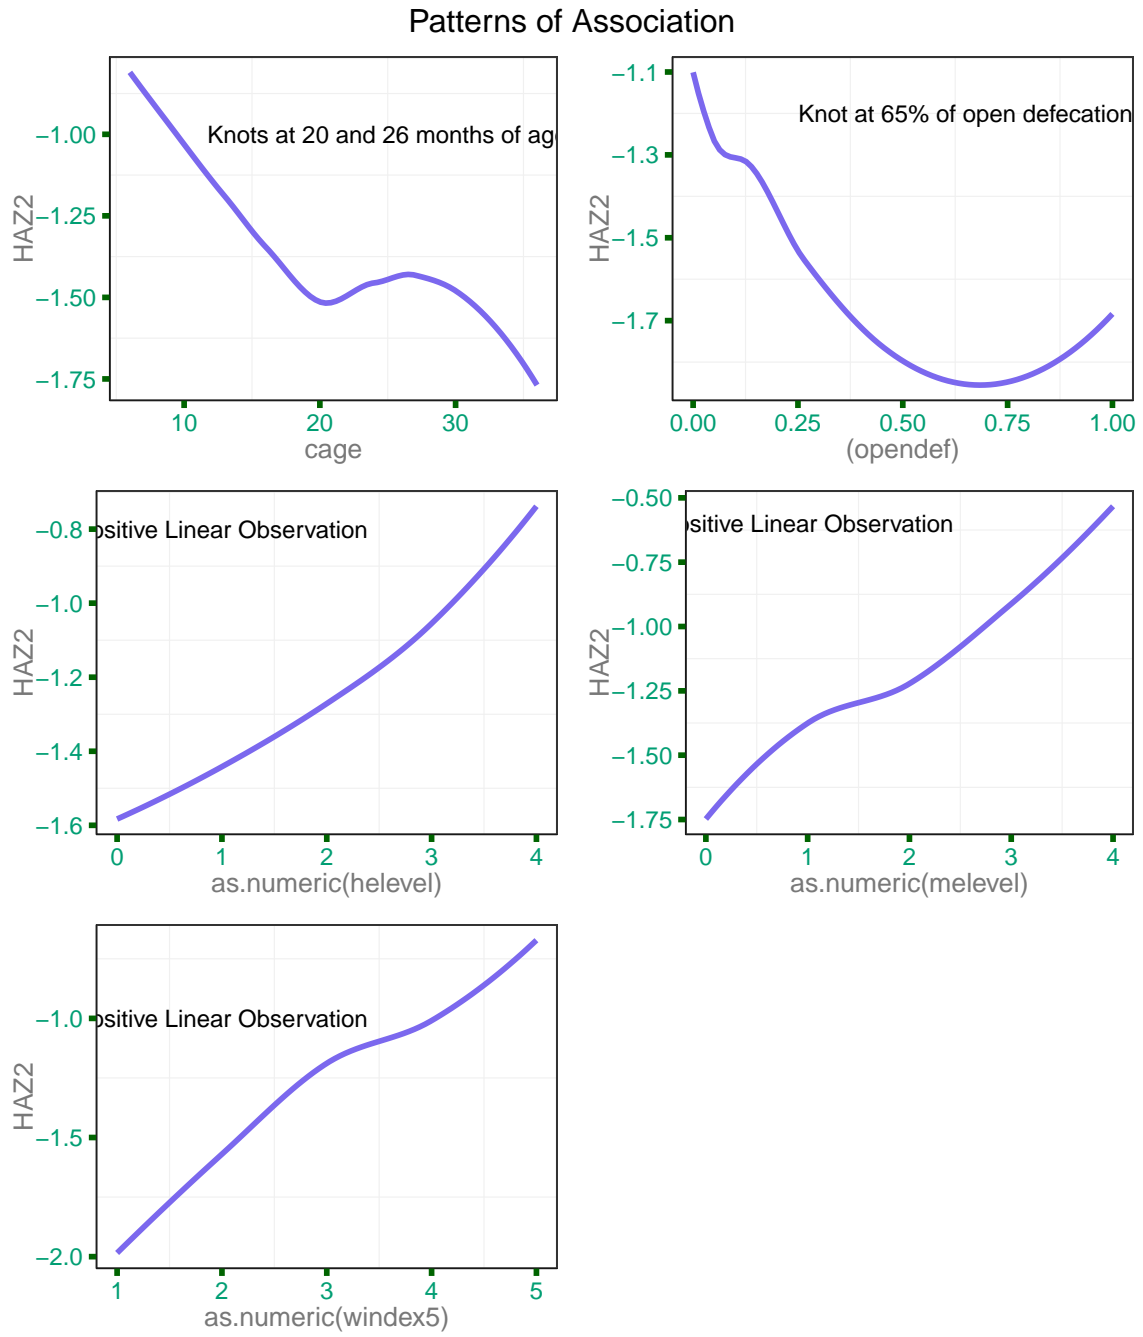 Patterns of Association
HAZ2
−1.00
−1.25
−1.50
−1.75
Knots at 20 and 26 months of ag
10
20
30
cage
HAZ2
−1.1
−1.3
−1.5
−1.7
Knot at 65% of open defecation
0.00
0.25
0.50
0.75
1.00
(opendef)
HAZ2
−0.8
−1.0
−1.2
−1.4
−1.6
ositive Linear Observation
0
1
2
3
4
as.numeric(helevel)
HAZ2
−0.50
−0.75
−1.00
−1.25
−1.50
−1.75
sitive Linear Observation
0
1
2
3
4
as.numeric(melevel)
HAZ2
−1.0
−1.5
−2.0
ositive Linear Observation
1
2
3
4
5
as.numeric(windex5)